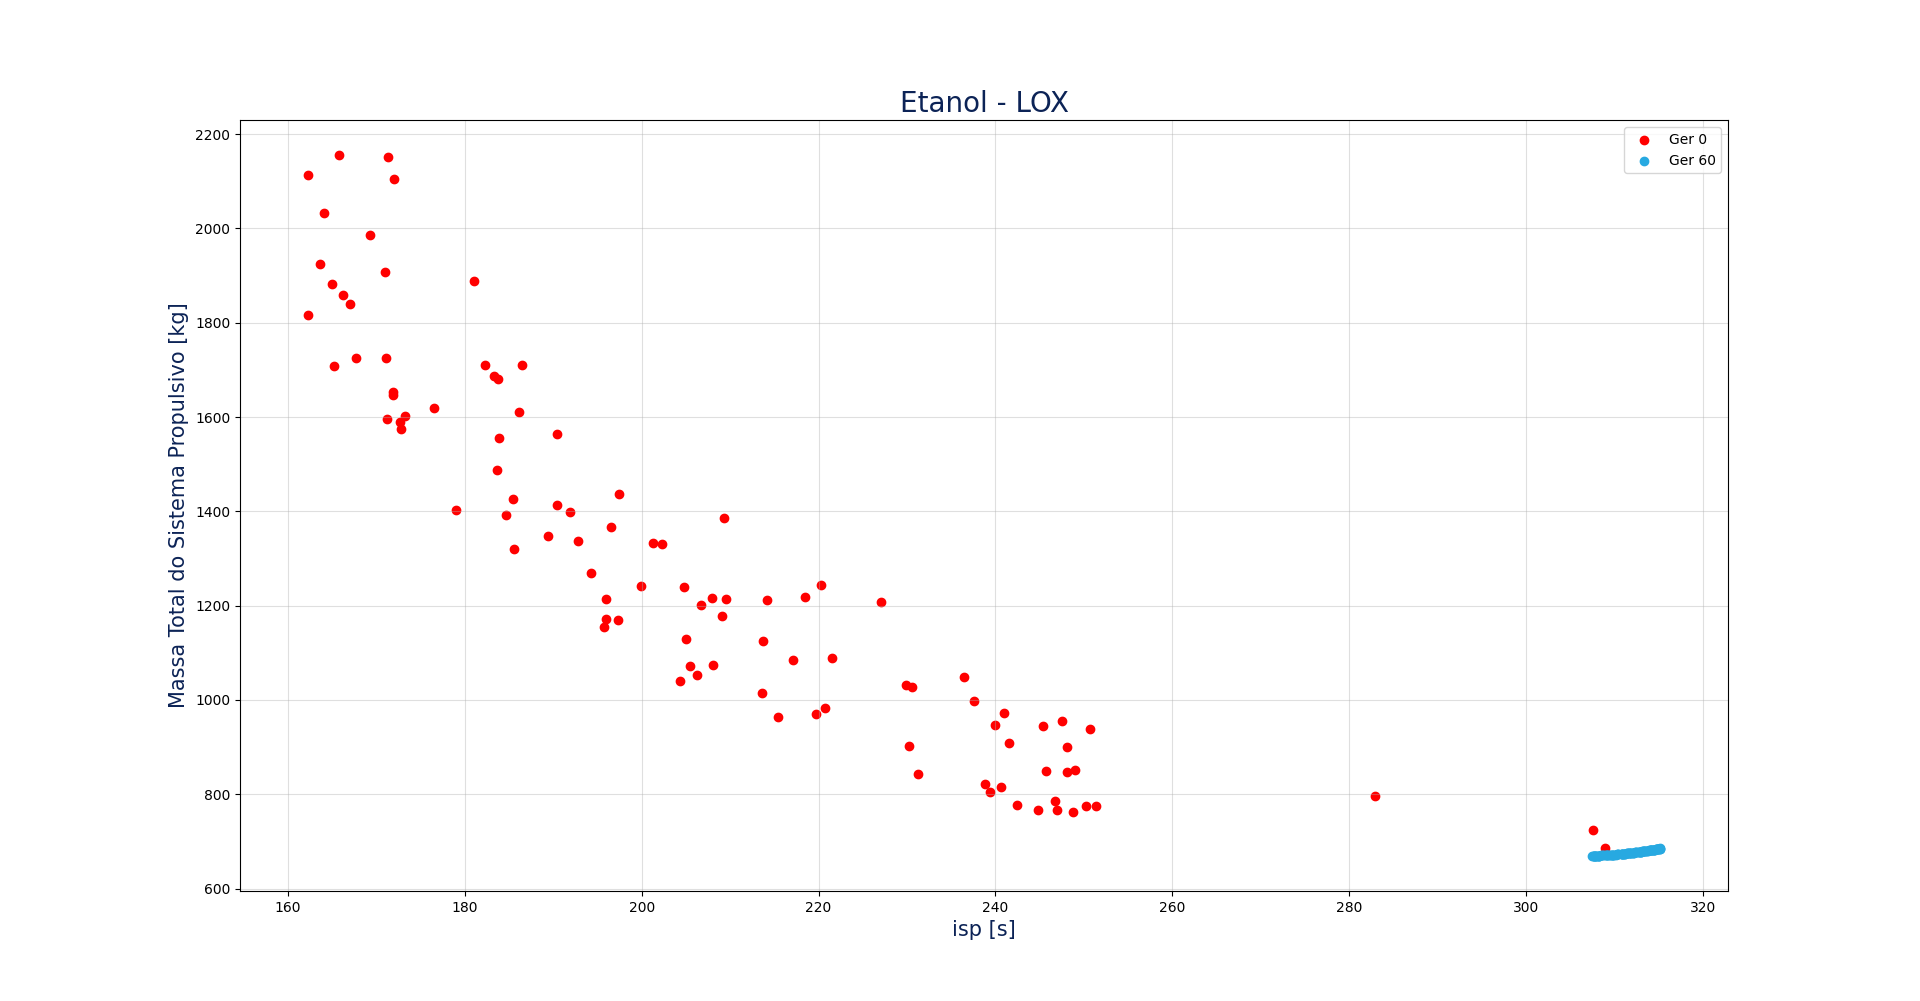 Etanol - LOX
Ger 0
Ger 60
Massa Total do Sistema Propulsivo [kg]
2200
2000
1800
1600
1400
1200
1000
800
600
160 180 200 220 240 260 280 300 320
isp [s]